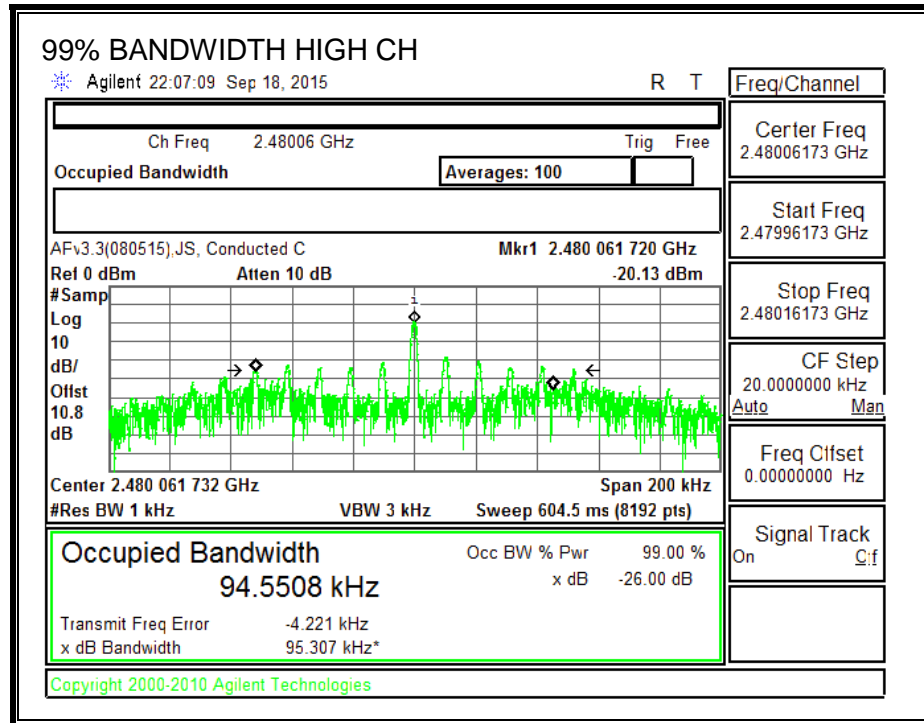 99% BANDWIDTH HIGH CH
Agilent 22:07:09 Sep 18, 2015 R T
Freq/Channel
Ch Freq 2.48006 GHz Trig Free
Occupied Bandwidth Averages: 100
AFv3.3(080515),JS, Conducted C Mkr1 2.480 061 720 GHz
Ref 0 dBm Atten 10 dB -20.13 dBm
#Samp
Log
10
dB/
Offst
10.8
dB
1
Center 2.480 061 732 GHz Span 200 kHz
#Res BW 1 kHz VBW 3 kHz Sweep 604.5 ms (8192 pts)
Occupied Bandwidth Occ BW % Pwr 99.00 %
94.5508 kHz x dB -26.00 dB
Transmit Freq Error -4.221 kHz
x dB Bandwidth 95.307 kHz*
Copyright 2000-2010 Agilent Technologies
Center Freq
2.48006173 GHz
Start Freq
2.47996173 GHz
Stop Freq
2.48016173 GHz
CF Step
20.0000000 kHz
Auto Man
Freq Offset
0.00000000 Hz
Signal Track
On Off